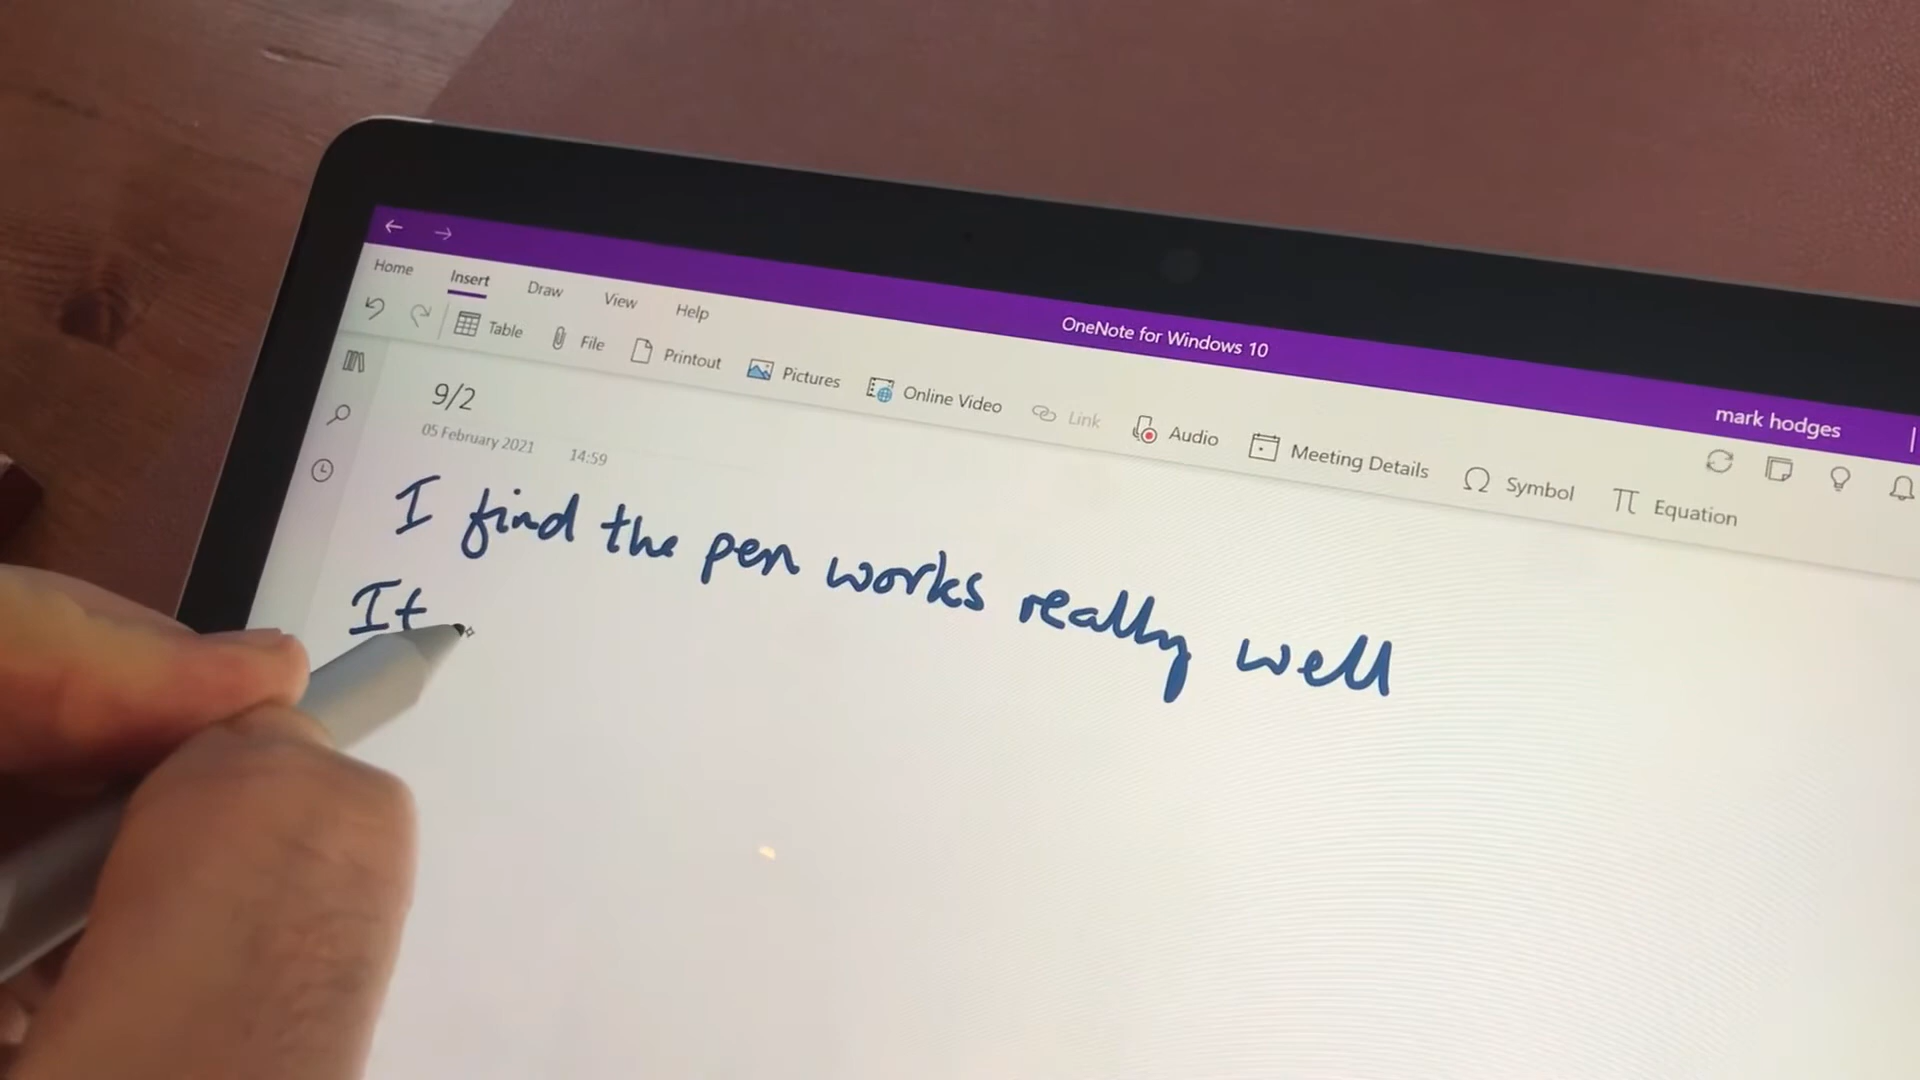 OneNote for Windows 10
mark hodges
Home Insert Draw View Help
Table File Printout Pictures Online Video Link Audio Meeting Details Symbol Equation
9/2
05 February 2021 14:59
I find the pen works really well
It